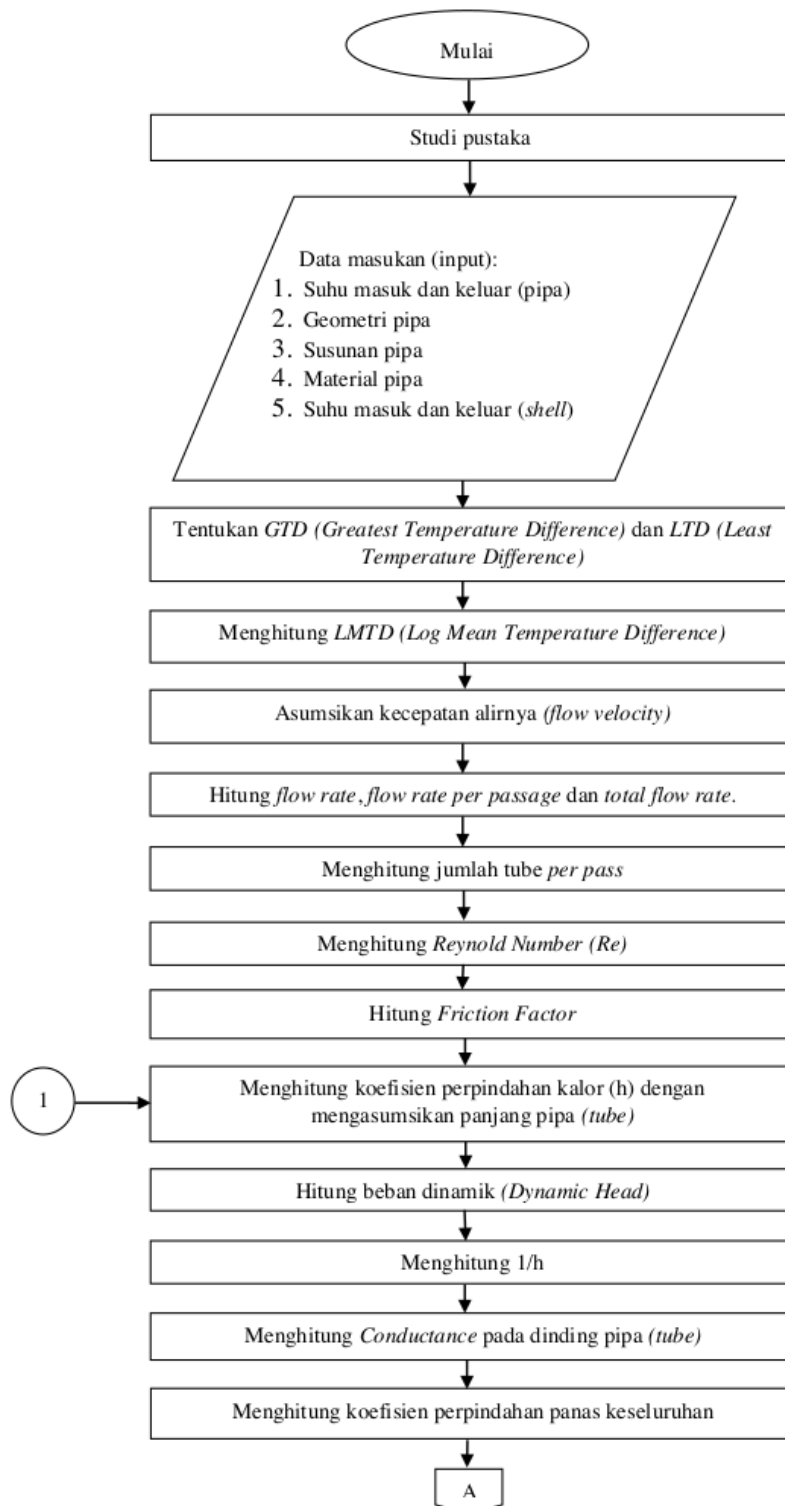 Mulai
Studi pustaka
Data masukan (input):
1. Suhu masuk dan keluar (pipa)
2. Geometri pipa
3. Susunan pipa
4. Material pipa
5. Suhu masuk dan keluar (shell)
Tentukan GTD (Greatest Temperature Difference) dan LTD (Least
Temperature Difference)
Menghitung LMTD (Log Mean Temperature Difference)
Asumsikan kecepatan alirnya (flow velocity)
Hitung flow rate, flow rate per passage dan total flow rate.
Menghitung jumlah tube per pass
Menghitung Reynold Number (Re)
Hitung Friction Factor
1
Menghitung koefisien perpindahan kalor (h) dengan
mengasumsikan panjang pipa (tube)
Hitung beban dinamik (Dynamic Head)
Menghitung 1/h
Menghitung Conductance pada dinding pipa (tube)
Menghitung koefisien perpindahan panas keseluruhan
A